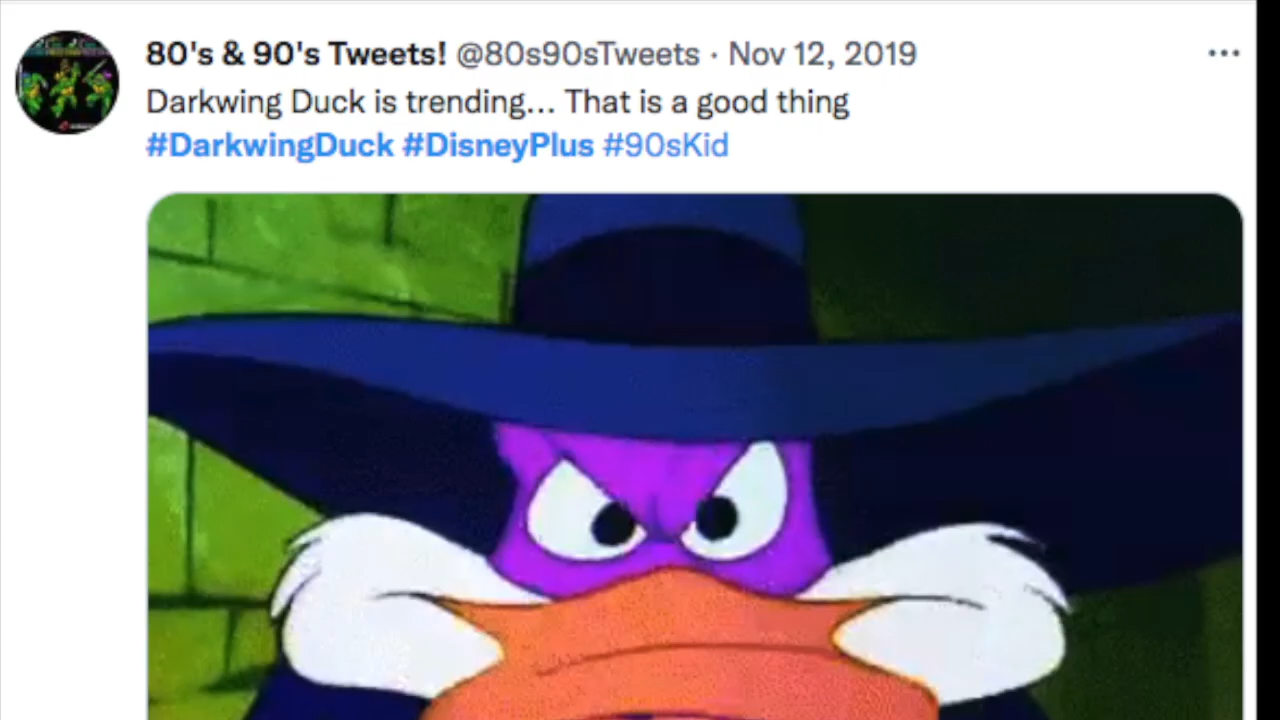 80's & 90's Tweets! @80s90sTweets · Nov 12, 2019
Darkwing Duck is trending... That is a good thing
#DarkwingDuck #DisneyPlus #90sKid